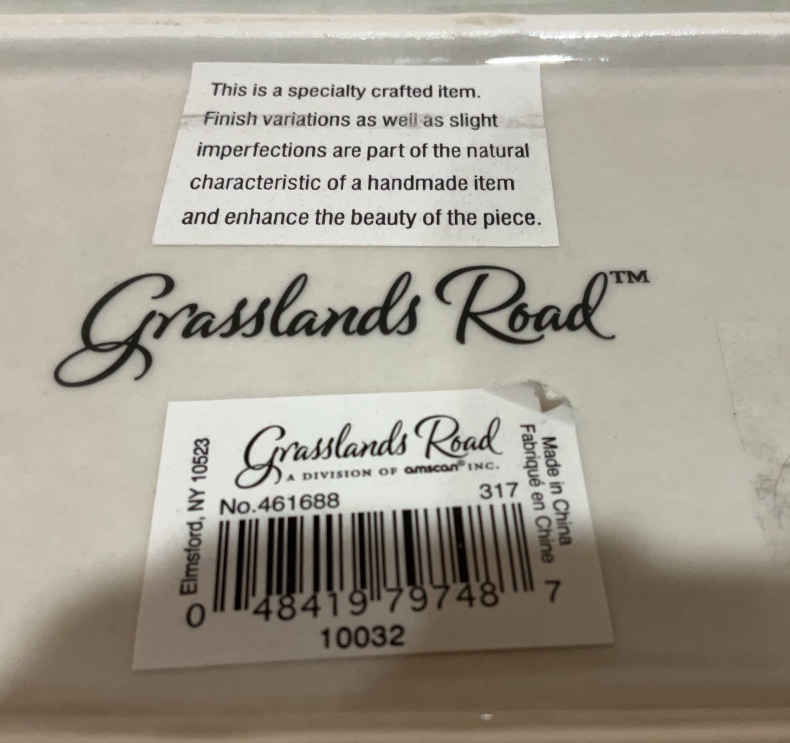 This is a specialty crafted item.
Finish variations as well as slight
imperfections are part of the natural
characteristic of a handmade item
and enhance the beauty of the piece.
Grasslands Road™
Grasslands Road
A DIVISION OF amscan® INC.
No.461688
317
Elmsford, NY 10523
Made in China
Fabriqué en Chine
0 48419 79748 7
10032